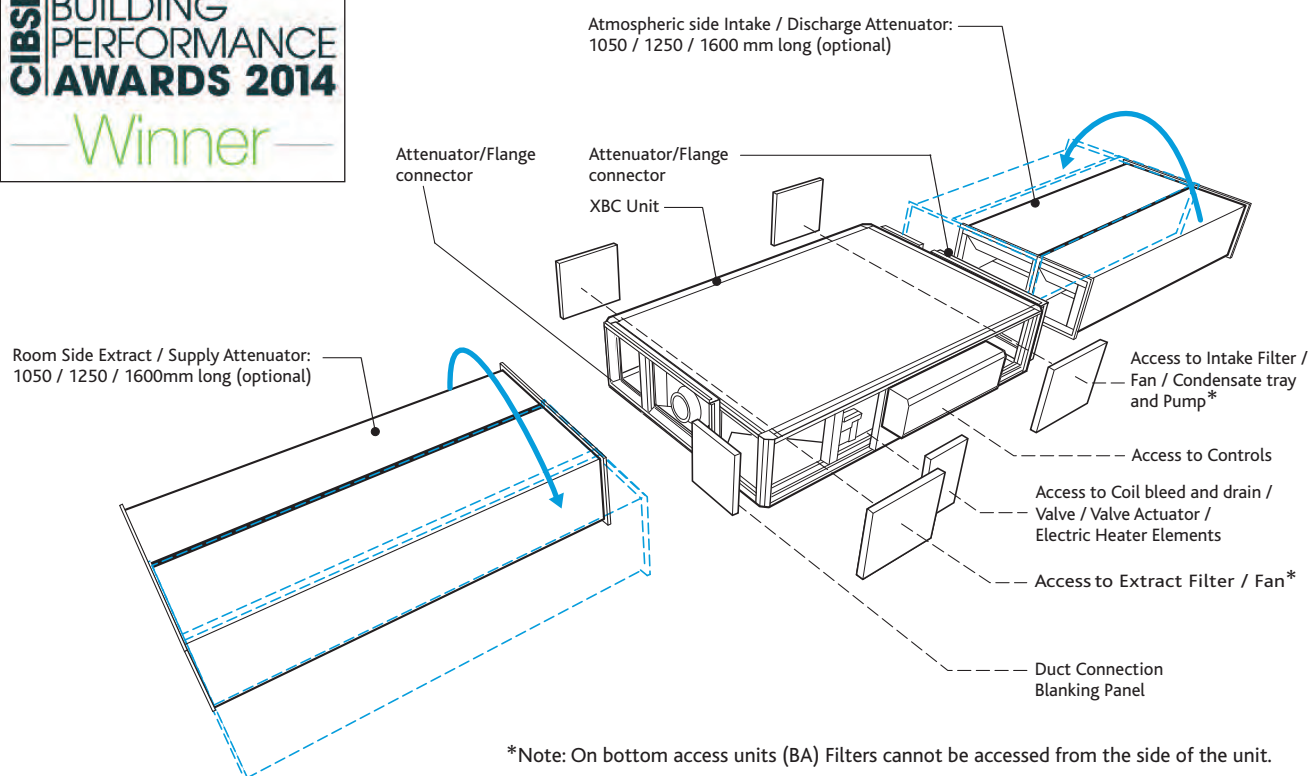 CIBSE
BUILDING
PERFORMANCE
AWARDS 2014
Winner
Atmospheric side Intake / Discharge Attenuator:
1050 / 1250 / 1600 mm long (optional)
Attenuator/Flange
connector
Attenuator/Flange
connector
XBC Unit
Room Side Extract / Supply Attenuator:
1050 / 1250 / 1600mm long (optional)
Access to Intake Filter /
Fan / Condensate tray
and Pump*
Access to Controls
Access to Coil bleed and drain /
Valve / Valve Actuator /
Electric Heater Elements
Access to Extract Filter / Fan*
Duct Connection
Blanking Panel
*Note: On bottom access units (BA) Filters cannot be accessed from the side of the unit.